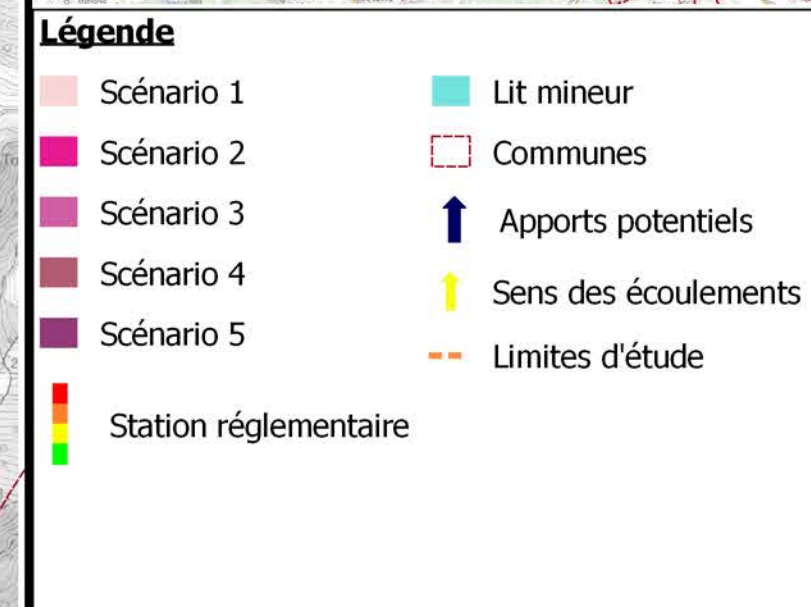 Légende
Scénario 1
Scénario 2
Scénario 3
Scénario 4
Scénario 5
Station réglementaire
Lit mineur
Communes
Apports potentiels
Sens des écoulements
Limites d'étude